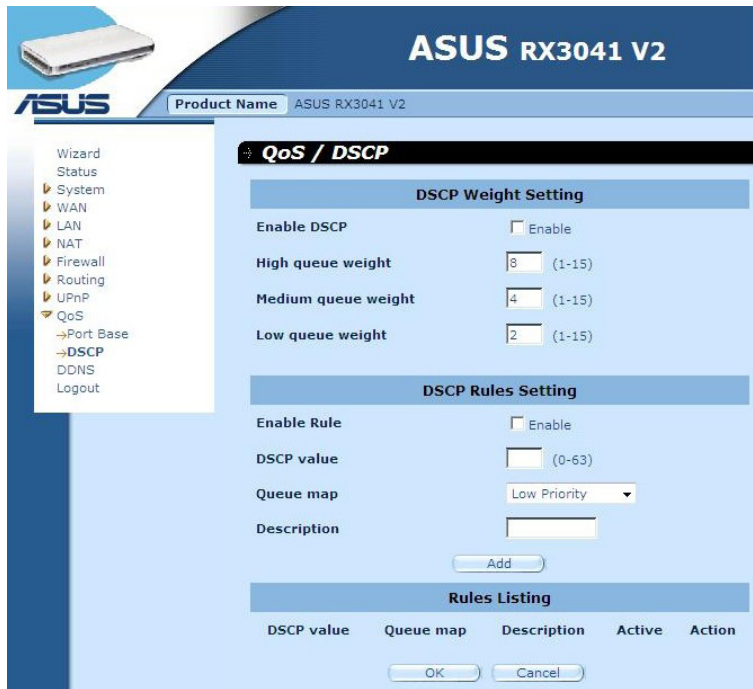 ASUS RX3041 V2
ASUS
Product Name ASUS RX3041 V2
Wizard
Status
System
WAN
LAN
NAT
Firewall
Routing
UPnP
QoS
→Port Base
→DSCP
DDNS
Logout
QoS / DSCP
DSCP Weight Setting
Enable DSCP Enable
High queue weight 8 (1-15)
Medium queue weight 4 (1-15)
Low queue weight 2 (1-15)
DSCP Rules Setting
Enable Rule Enable
DSCP value (0-63)
Queue map Low Priority
Description
Add
Rules Listing
DSCP value Queue map Description Active Action
OK Cancel